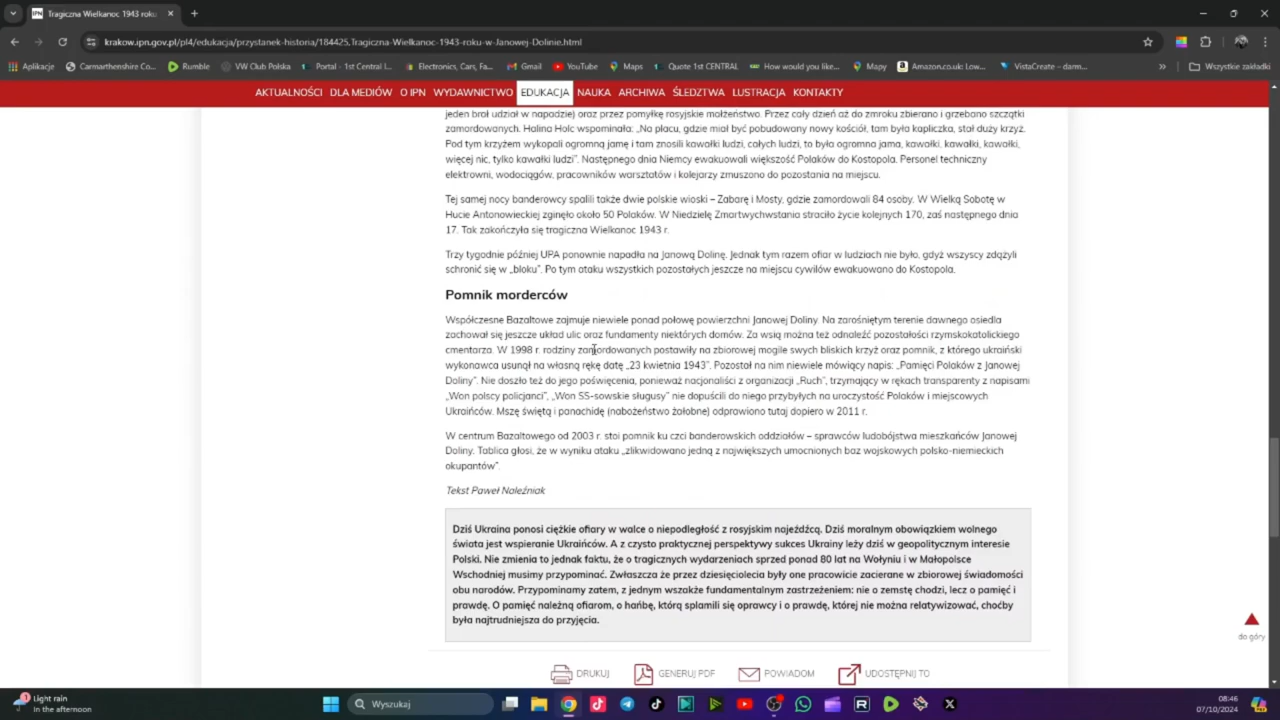 Tragiczna Wielkanoc 1943 roku
krakow.ipn.gov.pl/pl4/edukacja/przystanek-historia/184425,Tragiczna-Wielkanoc-1943-roku-w-Janowej-Dolinie.html
Aplikacje Carmarthenshire Co... Rumble VW Club Polska Portal - 1st Central I... Electronics, Cars, Fa... Gmail YouTube Maps Quote 1st CENTRAL How would you like... Mapy Amazon.co.uk: Low... VistaCreate – darm... » Wszystkie zakładki
AKTUALNOŚCI DLA MEDIÓW O IPN WYDAWNICTWO EDUKACJA NAUKA ARCHIWA ŚLEDZTWA LUSTRACJA KONTAKTY
jeden brał udział w napadzie) oraz przez pomyłkę rosyjskie małżeństwo. Przez cały dzień aż do zmroku zbierano i grzebano szczątki
zamordowanych. Halina Holc wspominała: „Na placu, gdzie miał być pobudowany nowy kościół, tam była kapliczka, stał duży krzyż.
Pod tym krzyżem wykopali ogromną jamę i tam znosili kawałki ludzi, całych ludzi, to była ogromna jama, kawałki, kawałki, kawałki,
więcej nic, tylko kawałki ludzi”. Następnego dnia Niemcy ewakuowali większość Polaków do Kostopola. Personel techniczny
elektrowni, wodociągów, pracowników warsztatów i kolejarzy zmuszono do pozostania na miejscu.
Tej samej nocy banderowcy spalili także dwie polskie wioski – Zabarę i Mosty, gdzie zamordowali 84 osoby. W Wielką Sobotę w
Hucie Antonowieckiej zginęło około 50 Polaków. W Niedzielę Zmartwychwstania straciło życie kolejnych 170, zaś następnego dnia
17. Tak zakończyła się tragiczna Wielkanoc 1943 r.
Trzy tygodnie później UPA ponownie napadła na Janową Dolinę. Jednak tym razem ofiar w ludziach nie było, gdyż wszyscy zdążyli
schronić się w „bloku”. Po tym ataku wszystkich pozostałych jeszcze na miejscu cywilów ewakuowano do Kostopola.
Pomnik morderców
Współczesne Bazaltowe zajmuje niewiele ponad połowę powierzchni Janowej Doliny. Na zarośniętym terenie dawnego osiedla
zachował się jeszcze układ ulic oraz fundamenty niektórych domów. Za wsią można też odnaleźć pozostałości rzymskokatolickiego
cmentarza. W 1998 r. rodziny zamordowanych postawiły na zbiorowej mogile swych bliskich krzyż oraz pomnik, z którego ukraiński
wykonawca usunął na własną rękę datę „23 kwietnia 1943”. Pozostał na nim niewiele mówiący napis: „Pamięci Polaków z Janowej
Doliny”. Nie doszło też do jego poświęcenia, ponieważ nacjonaliści z organizacji „Ruch”, trzymający w rękach transparenty z napisami
„Won polscy policjanci”, „Won SS-sowskie sługusy” nie dopuścili do niego przybyłych na uroczystość Polaków i miejscowych
Ukraińców. Mszę świętą i panachidę (nabożeństwo żałobne) odprawiono tutaj dopiero w 2011 r.
W centrum Bazaltowego od 2003 r. stoi pomnik ku czci banderowskich oddziałów – sprawców ludobójstwa mieszkańców Janowej
Doliny. Tablica głosi, że w wyniku ataku „zlikwidowano jedną z największych umocnionych baz wojskowych polsko-niemieckich
okupantów”.
Tekst Paweł Naleźniak
Dziś Ukraina ponosi ciężkie ofiary w walce o niepodległość z rosyjskim najeźdźcą. Dziś moralnym obowiązkiem wolnego
świata jest wspieranie Ukraińców. A z czysto praktycznej perspektywy sukces Ukrainy leży dziś w geopolitycznym interesie
Polski. Nie zmienia to jednak faktu, że o tragicznych wydarzeniach sprzed ponad 80 lat na Wołyniu i w Małopolsce
Wschodniej musimy przypominać. Zwłaszcza że przez dziesięciolecia były one pracowicie zacierane w zbiorowej świadomości
obu narodów. Przypominamy zatem, z jednym wszakże fundamentalnym zastrzeżeniem: nie o zemstę chodzi, lecz o pamięć i
prawdę. O pamięć należną ofiarom, o hańbę, którą splamili się oprawcy i o prawdę, której nie można relatywizować, choćby
była najtrudniejsza do przyjęcia.
do góry
DRUKUJ GENERUJ PDF POWIADOM UDOSTĘPNIJ TO
Light rain
In the afternoon
Wyszukaj
08:46
07/10/2024